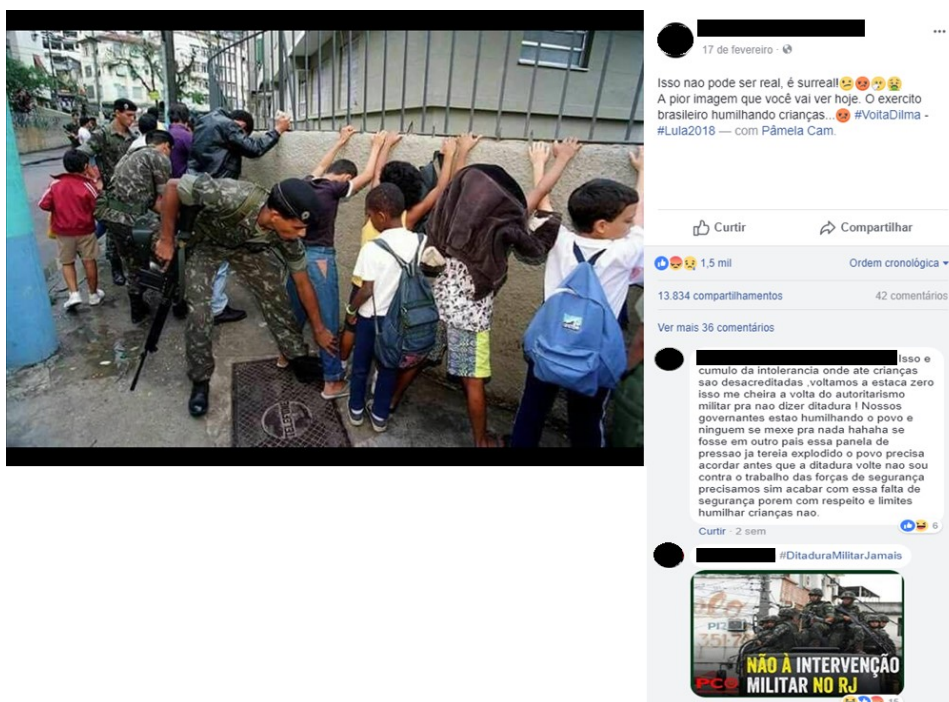 17 de fevereiro ·
Isso nao pode ser real, é surreal!
A pior imagem que você vai ver hoje. O exercito
brasileiro humilhando crianças... #VoltaDilma -
#Lula2018 — com Pâmela Cam.
Curtir
Compartilhar
1,5 mil
Ordem cronológica
13.834 compartilhamentos
42 comentários
Ver mais 36 comentários
Isso e
cumulo da intolerancia onde ate crianças
sao desacreditadas ,voltamos a estaca zero
isso me cheira a volta do autoritarismo
militar pra nao dizer ditadura ! Nossos
governantes estao humilhando o povo e
ninguem se mexe pra nada hahaha se
fosse em outro pais essa panela de
pressao ja tereia explodido o povo precisa
acordar antes que a ditadura volte nao sou
contra o trabalho das forças de segurança
precisamos sim acabar com essa falta de
segurança porem com respeito e limites
humilhar crianças nao.
6
Curtir · 2 sem
#DitaduraMilitarJamais
NÃO À INTERVENÇÃO
PCO
MILITAR NO RJ